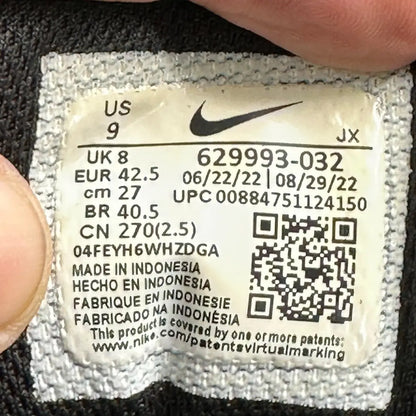 US
9
JX
UK 8
EUR 42.5
cm 27
BR 40.5
CN 270(2.5)
629993-032
06/22/22 | 08/29/22
UPC 00884751124150
04FEYH6WHZDGA
MADE IN INDONESIA
HECHO EN INDONESIA
FABRIQUE EN INDONESIE
FABRICADO NA INDONÉSIA
This product is covered by one or more patents:
www.nike.com/patentsvirtualmarking